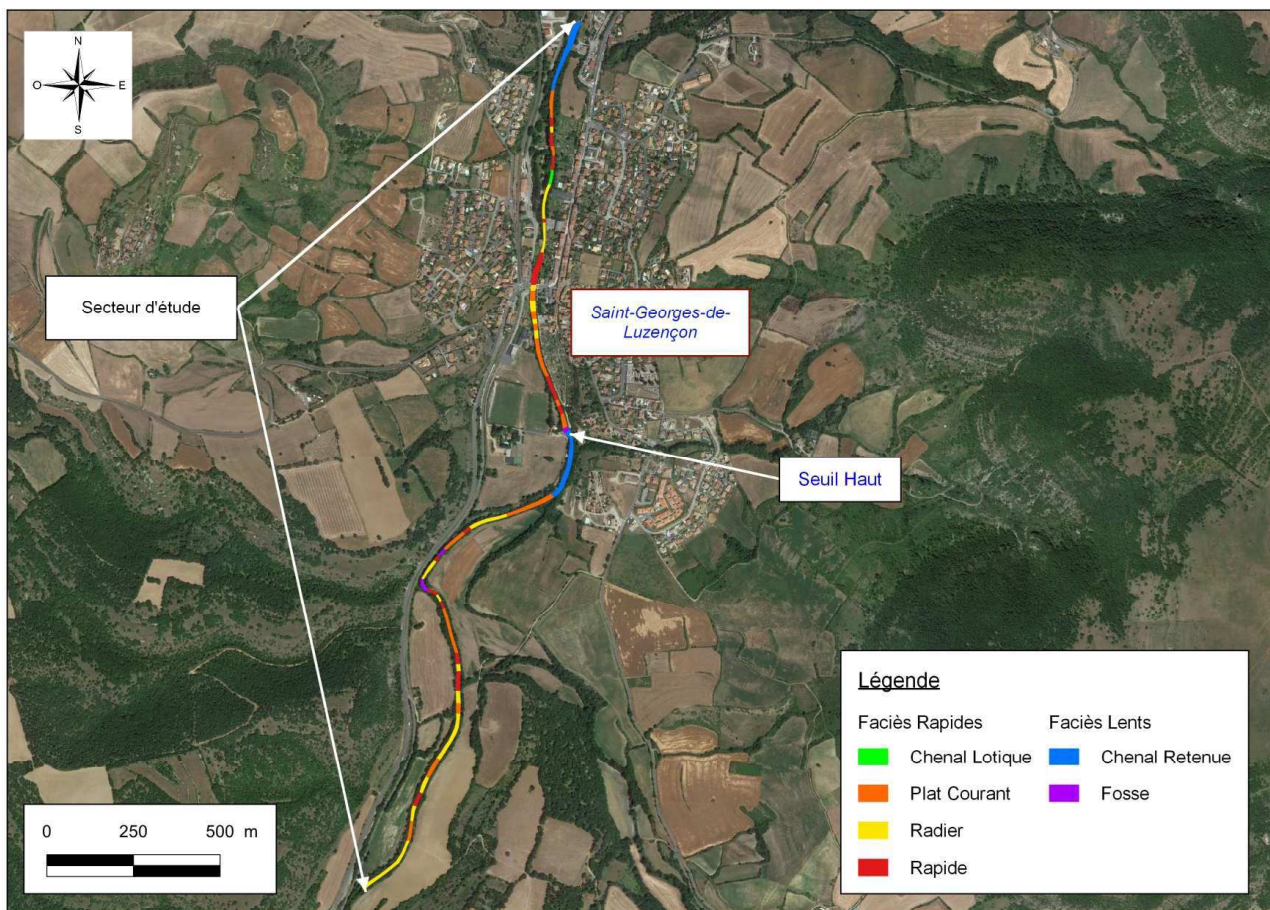 N
O E
S
Secteur d'étude
Saint-Georges-de-
Luzençon
Seuil Haut
Légende
Faciès Rapides Faciès Lents
Chenal Lotique Chenal Retenue
Plat Courant Fosse
Radier
Rapide
0 250 500 m